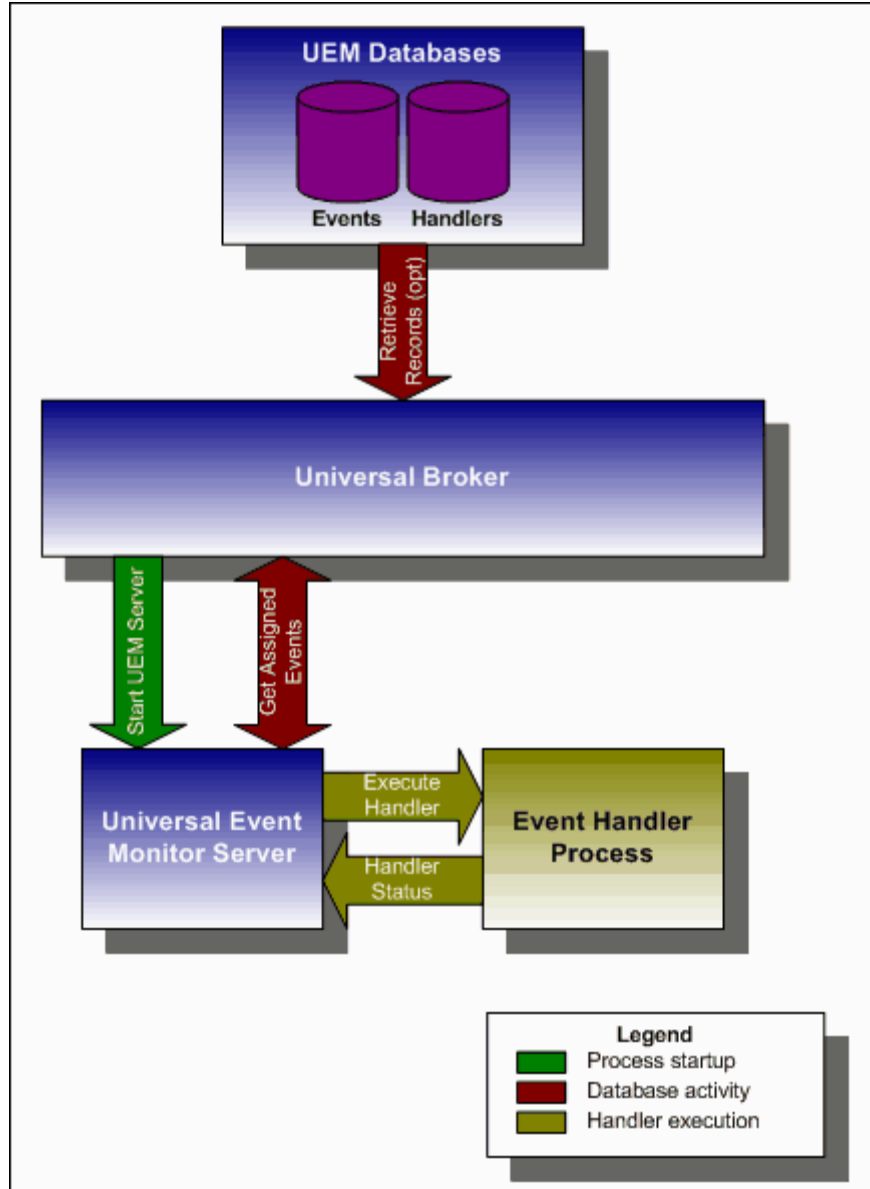 UEM Databases
Events
Handlers
Retrieve
Records (opt)
Universal Broker
Start UEM Server
Get Assigned
Events
Universal Event
Monitor Server
Execute
Handler
Handler
Status
Event Handler
Process
Legend
Process startup
Database activity
Handler execution